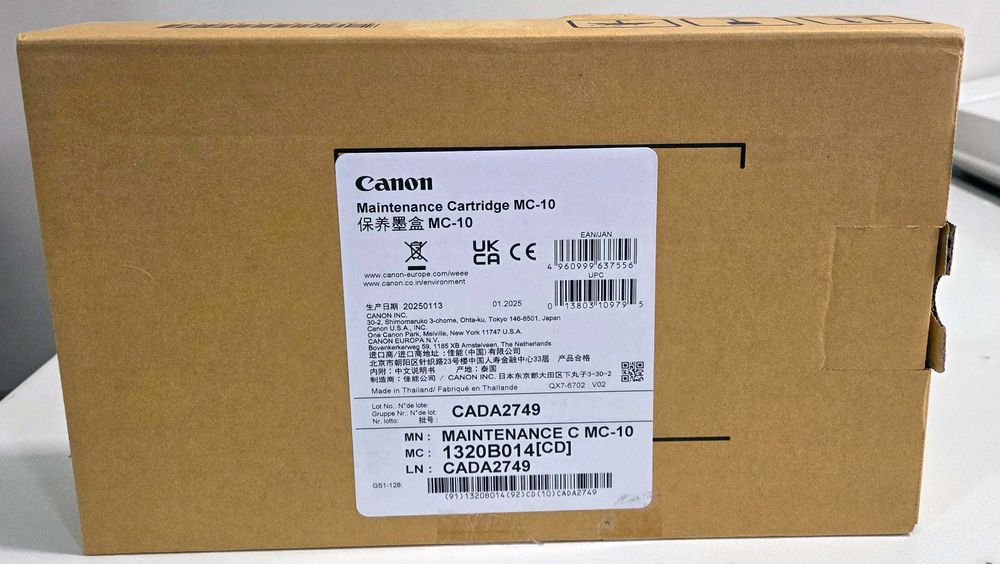 Canon
Maintenance Cartridge MC-10
保养墨盒 MC-10
UK
CA CE
EAN/JAN
4 960999 637556
UPC
0 13803 10979 5
www.canon-europe.com/weee
www.canon.co.in/environment
生产日期 20250113 01.2025
CANON INC.
30-2, Shimomaruko 3-chome, Ohta-ku, Tokyo 146-8501, Japan
Canon U.S.A., INC.
One Canon Park, Melville, New York 11747 U.S.A.
CANON EUROPA N.V.
Bovenkerkerweg 59, 1185 XB Amstelveen, The Netherlands
进口商/进口商地址：佳能(中国)有限公司
北京市朝阳区针织路23号楼中国人寿金融中心33层 产品合格
内附：中文说明书 产地：泰国
制造商：佳能公司 / CANON INC. 日本东京都大田区下丸子3-30-2
Made in Thailand/ Fabriqué en Thaïlande QX7-6702 V02
Lot No.: N°de lote:
Gruppe Nr.: N°de lot: CADA2749
Nr. lotto: 批号:
MN : MAINTENANCE C MC-10
MC : 1320B014[CD]
LN : CADA2749
GS1-128:
(91)1320B014(92)CD(10)CADA2749